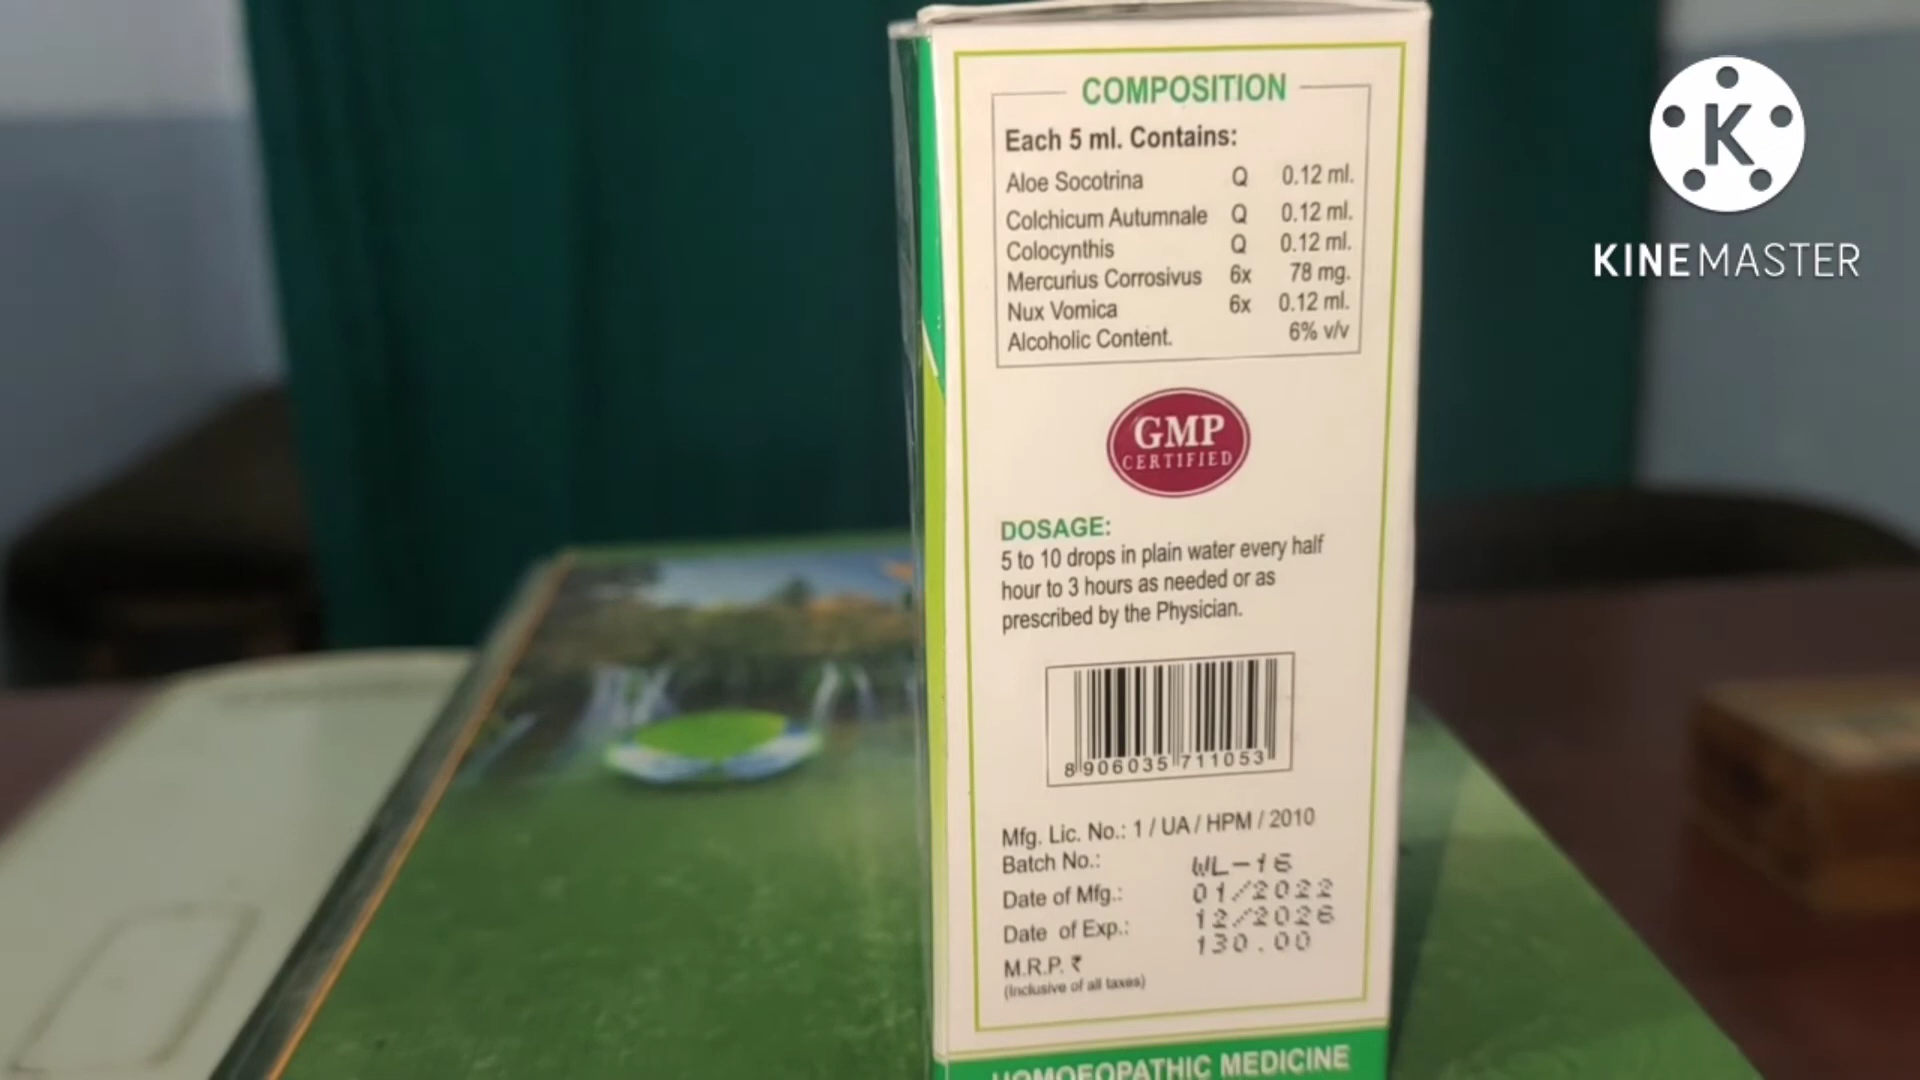 COMPOSITION
Each 5 ml. Contains:
Aloe Socotrina Q 0.12 ml.
Colchicum Autumnale Q 0.12 ml.
Colocynthis Q 0.12 ml.
Mercurius Corrosivus 6x 78 mg.
Nux Vomica 6x 0.12 ml.
Alcoholic Content. 6% v/v
GMP
CERTIFIED
DOSAGE:
5 to 10 drops in plain water every half
hour to 3 hours as needed or as
prescribed by the Physician.
8 906035 711053
Mfg. Lic. No.: 1 / UA / HPM / 2010
Batch No.: WL-16
Date of Mfg.: 01/2022
Date of Exp.: 12/2026
M.R.P. ₹ 130.00
(Inclusive of all taxes)
HOMOEOPATHIC MEDICINE
K
KINEMASTER